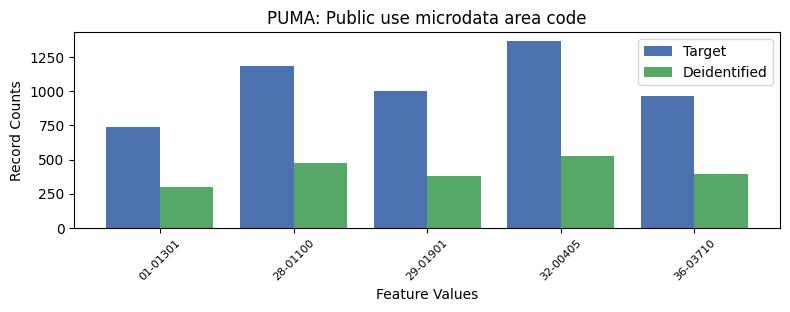 PUMA: Public use microdata area code
Target
Deidentified
Record Counts
1250
1000
750
500
250
0
01-01301
28-01100
29-01901
32-00405
36-03710
Feature Values